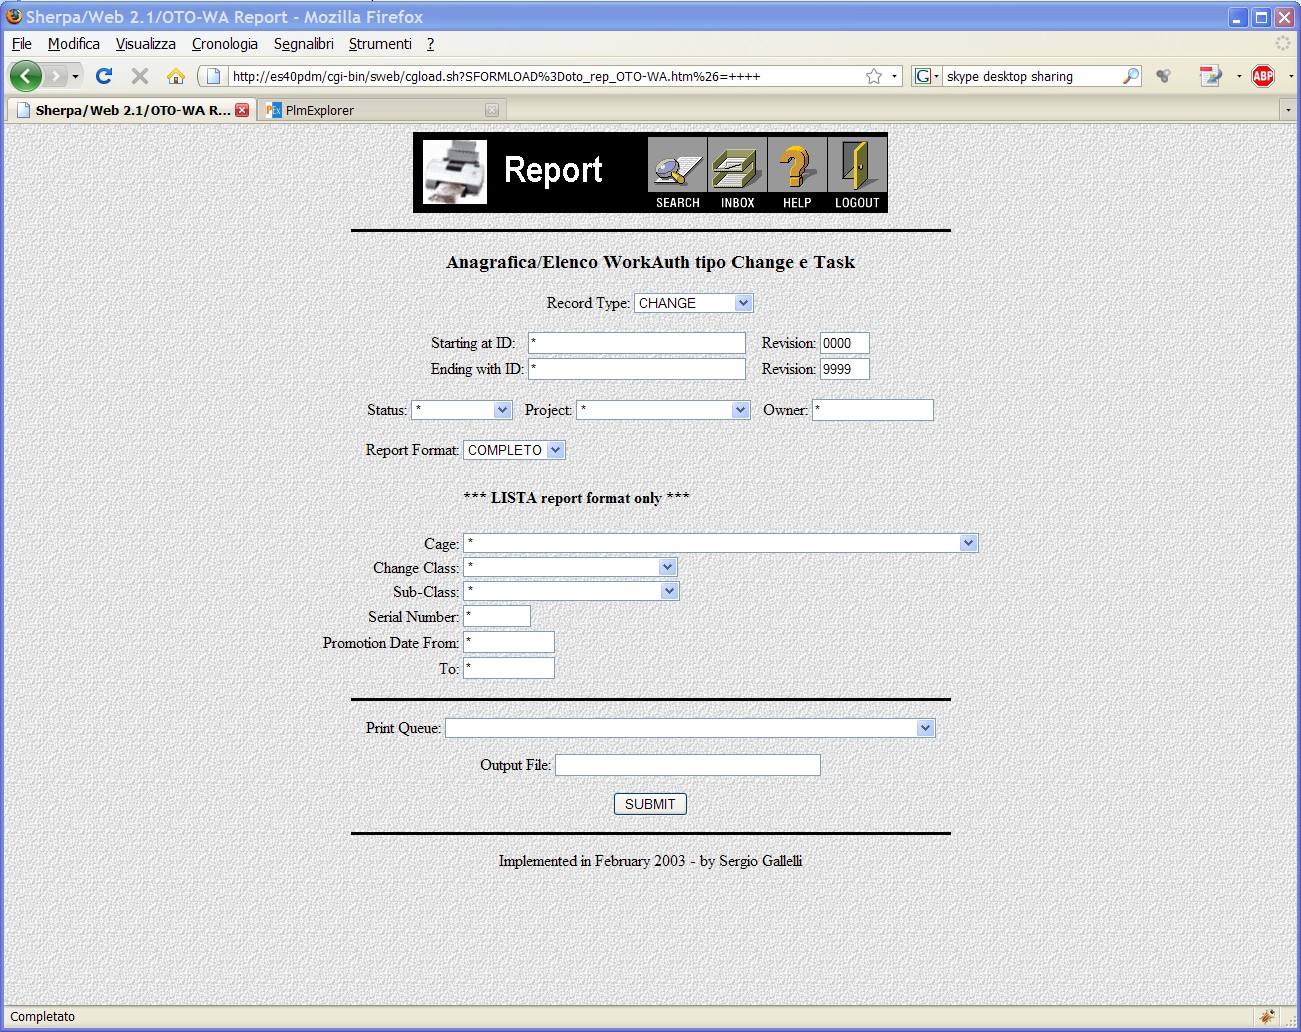 Sherpa/Web 2.1/OTO-WA Report - Mozilla Firefox
File Modifica Visualizza Cronologia Segnalibri Strumenti ?
http://es40pdm/cgi-bin/sweb/cgload.sh?SFORMLOAD%3Doto_rep_OTO-WA.htm%26=++++ G skype desktop sharing ABP
Sherpa/Web 2.1/OTO-WA R... PEX PlmExplorer
Report SEARCH INBOX HELP LOGOUT
Anagrafica/Elenco WorkAuth tipo Change e Task
Record Type: CHANGE
Starting at ID: * Revision: 0000
Ending with ID: * Revision: 9999
Status: * Project: * Owner: *
Report Format: COMPLETO
*** LISTA report format only ***
Cage: *
Change Class: *
Sub-Class: *
Serial Number: *
Promotion Date From: *
To: *
Print Queue:
Output File:
SUBMIT
Implemented in February 2003 - by Sergio Gallelli
Completato